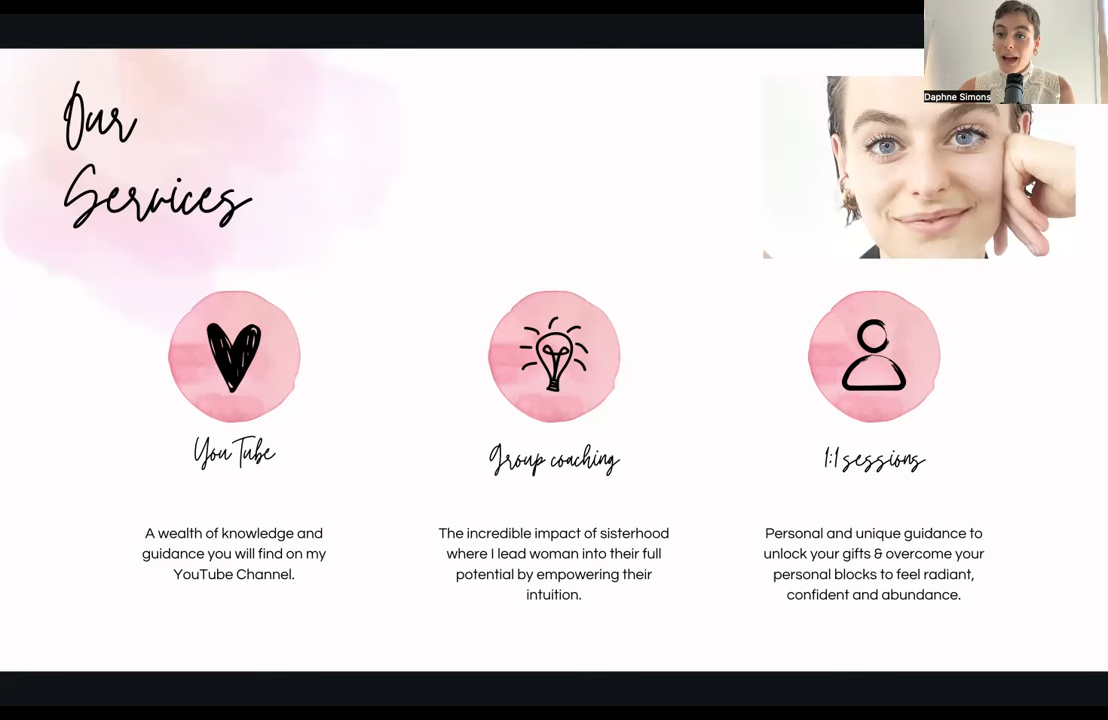 Daphne Simons
Our
Services
YouTube
Group coaching
1:1 sessions
A wealth of knowledge and
guidance you will find on my
YouTube Channel.
The incredible impact of sisterhood
where I lead woman into their full
potential by empowering their
intuition.
Personal and unique guidance to
unlock your gifts & overcome your
personal blocks to feel radiant,
confident and abundance.